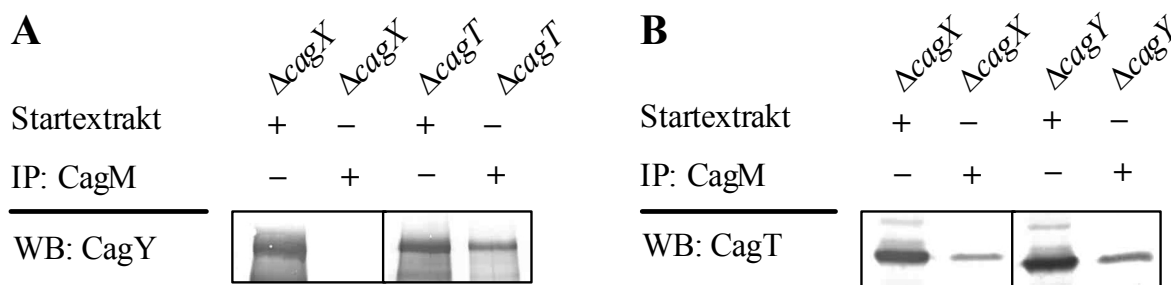 A
ΔcagX ΔcagX ΔcagT ΔcagT
Startextrakt + – + –
IP: CagM – + – +
WB: CagY
B
ΔcagX ΔcagX ΔcagY ΔcagY
Startextrakt + – + –
IP: CagM – + – +
WB: CagT